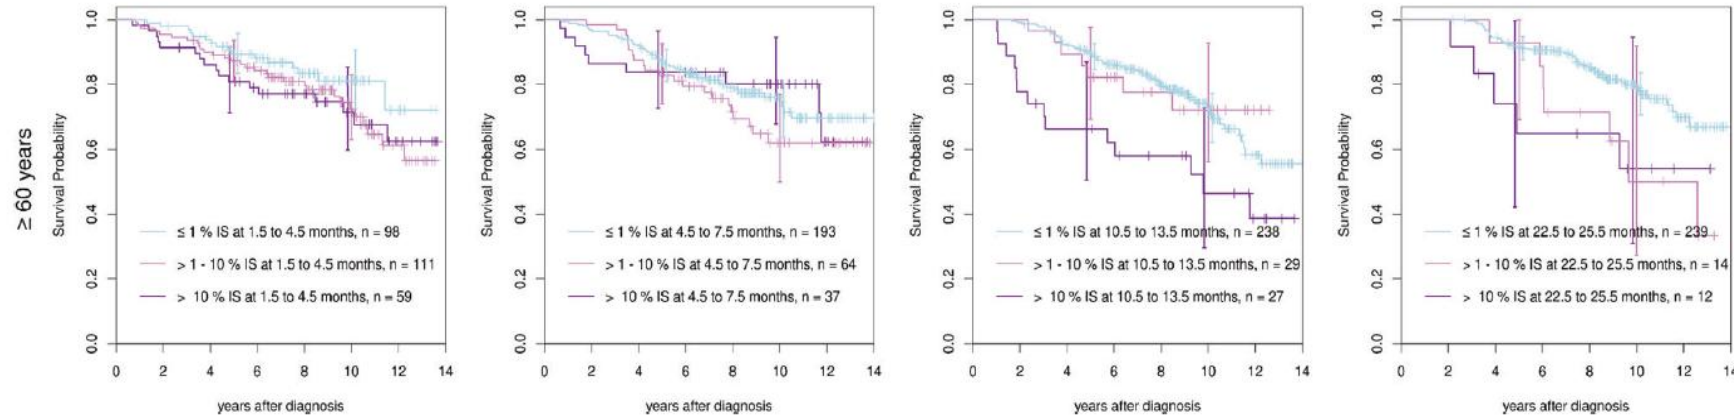 ≥ 60 years
Survival Probability
1.0
0.8
0.6
0.4
0.2
0.0
≤ 1 % IS at 1.5 to 4.5 months, n = 98
> 1 - 10 % IS at 1.5 to 4.5 months, n = 111
> 10 % IS at 1.5 to 4.5 months, n = 59
0 2 4 6 8 10 12 14
years after diagnosis
Survival Probability
1.0
0.8
0.6
0.4
0.2
0.0
≤ 1 % IS at 4.5 to 7.5 months, n = 193
> 1 - 10 % IS at 4.5 to 7.5 months, n = 64
> 10 % IS at 4.5 to 7.5 months, n = 37
0 2 4 6 8 10 12 14
years after diagnosis
Survival Probability
1.0
0.8
0.6
0.4
0.2
0.0
≤ 1 % IS at 10.5 to 13.5 months, n = 238
> 1 - 10 % IS at 10.5 to 13.5 months, n = 29
> 10 % IS at 10.5 to 13.5 months, n = 27
0 2 4 6 8 10 12 14
years after diagnosis
Survival Probability
1.0
0.8
0.6
0.4
0.2
0.0
≤ 1 % IS at 22.5 to 25.5 months, n = 239
> 1 - 10 % IS at 22.5 to 25.5 months, n = 14
> 10 % IS at 22.5 to 25.5 months, n = 12
0 2 4 6 8 10 12 14
years after diagnosis